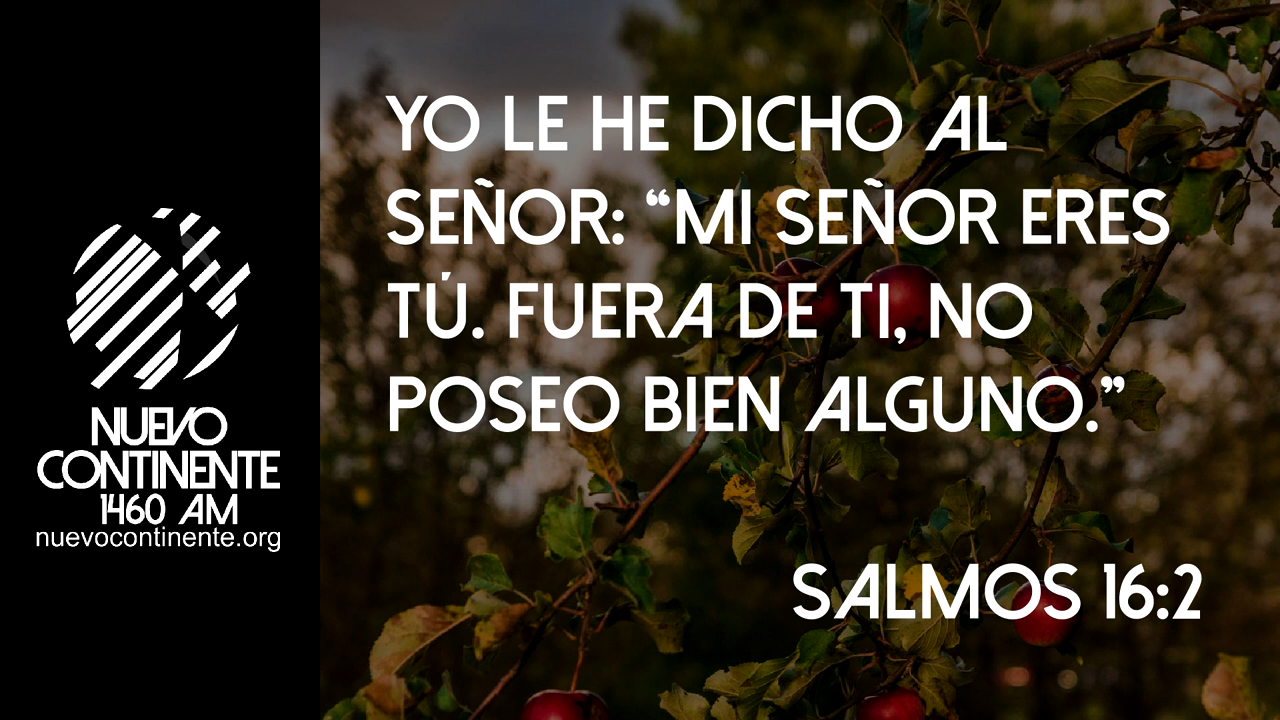 NUEVO
CONTINENTE
1460 AM
nuevocontinente.org
YO LE HE DICHO AL
SEÑOR: “MI SEÑOR ERES
TÚ. FUERA DE TI, NO
POSEO BIEN ALGUNO.”
SALMOS 16:2